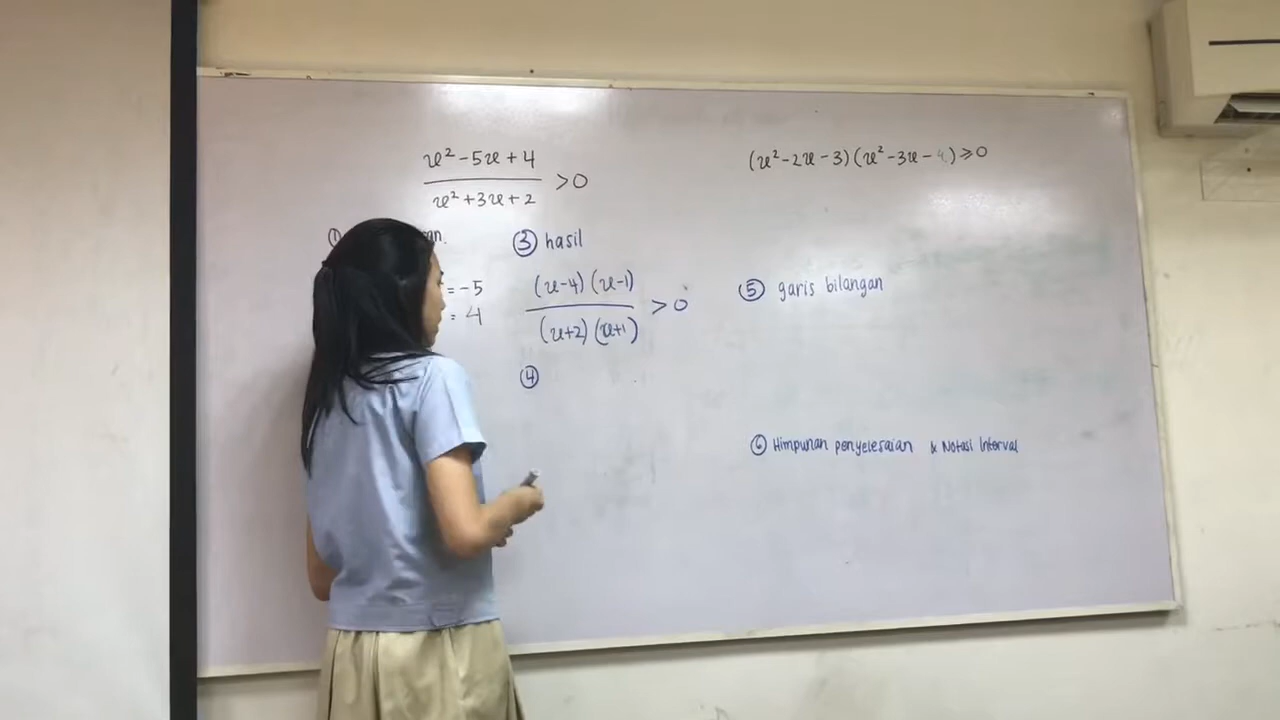 x² - 5x + 4
x² + 3x + 2 > 0
(x² - 2x - 3)(x² - 3x - 4) ≥ 0
①
= -5
= 4
③ hasil
(x-4)(x-1)
(x+2)(x+1) > 0
④
⑤ garis bilangan
⑥ Himpunan penyelesaian & Notasi Interval